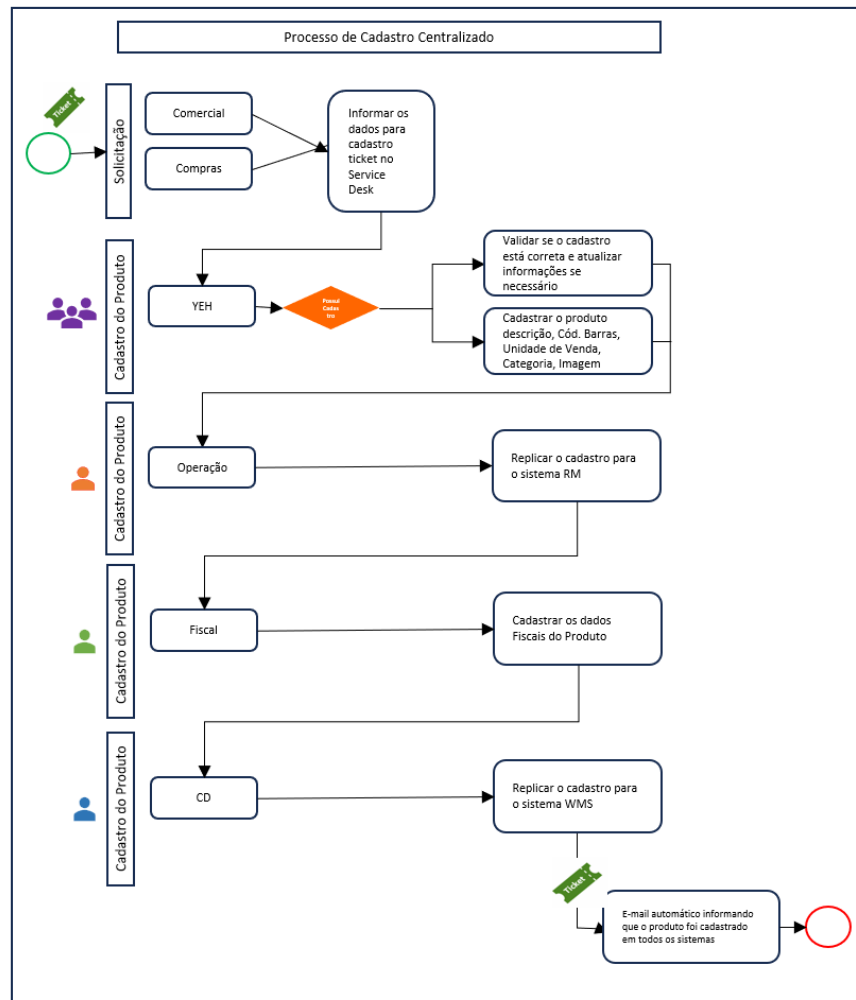 Processo de Cadastro Centralizado
Ticket
Solicitação
Comercial
Compras
Informar os
dados para
cadastro
ticket no
Service
Desk
Cadastro do Produto
YEH
Possui
Cadas
tro
Validar se o cadastro
está correta e atualizar
informações se
necessário
Cadastrar o produto
descrição, Cód. Barras,
Unidade de Venda,
Categoria, Imagem
Cadastro do Produto
Operação
Replicar o cadastro para
o sistema RM
Cadastro do Produto
Fiscal
Cadastrar os dados
Fiscais do Produto
Cadastro do Produto
CD
Replicar o cadastro para
o sistema WMS
Ticket
E-mail automático informando
que o produto foi cadastrado
em todos os sistemas